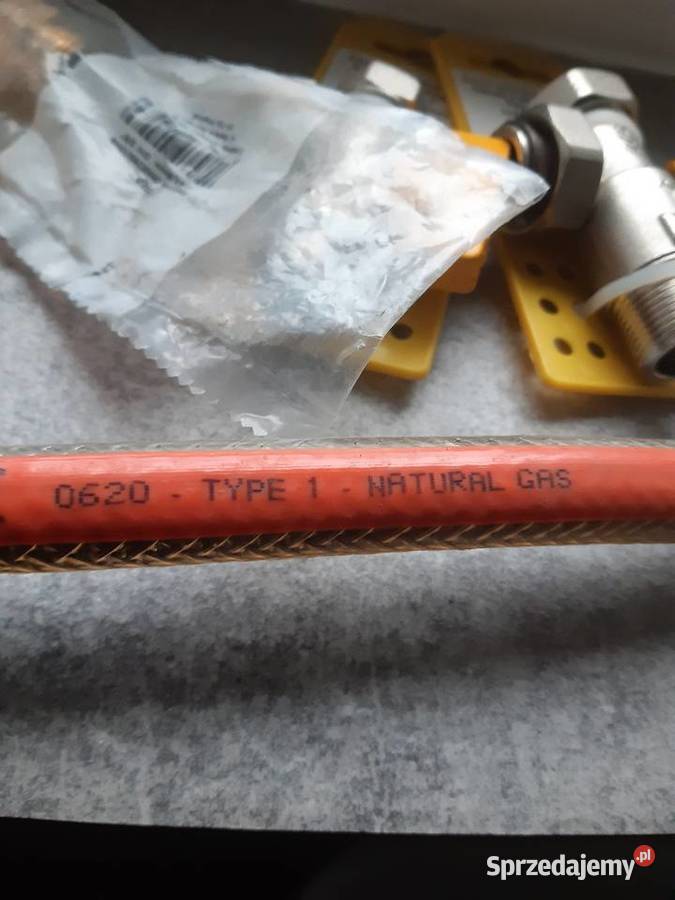 0620 - TYPE 1 - NATURAL GAS
Sprzedajemy.pl